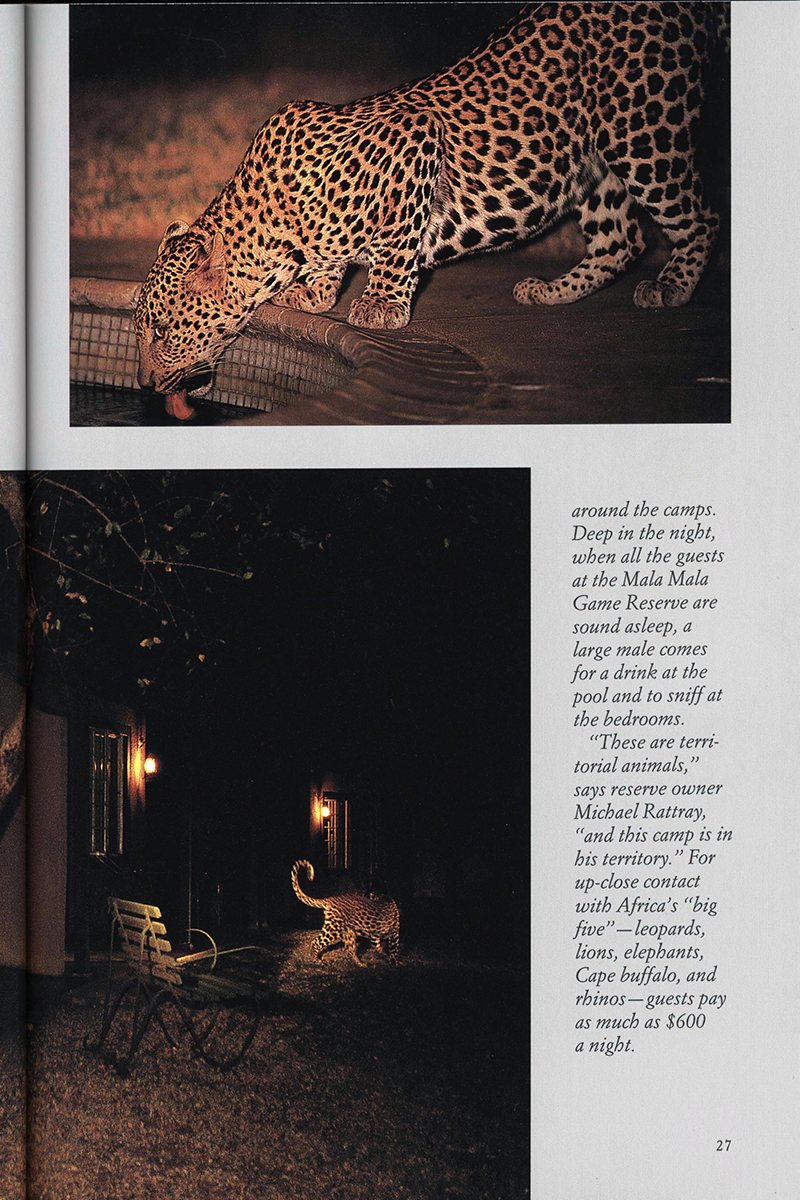 around the camps.
Deep in the night,
when all the guests
at the Mala Mala
Game Reserve are
sound asleep, a
large male comes
for a drink at the
pool and to sniff at
the bedrooms.
“These are terri-
torial animals,”
says reserve owner
Michael Rattray,
“and this camp is in
his territory.” For
up-close contact
with Africa’s “big
five”—leopards,
lions, elephants,
Cape buffalo, and
rhinos—guests pay
as much as $600
a night.
27